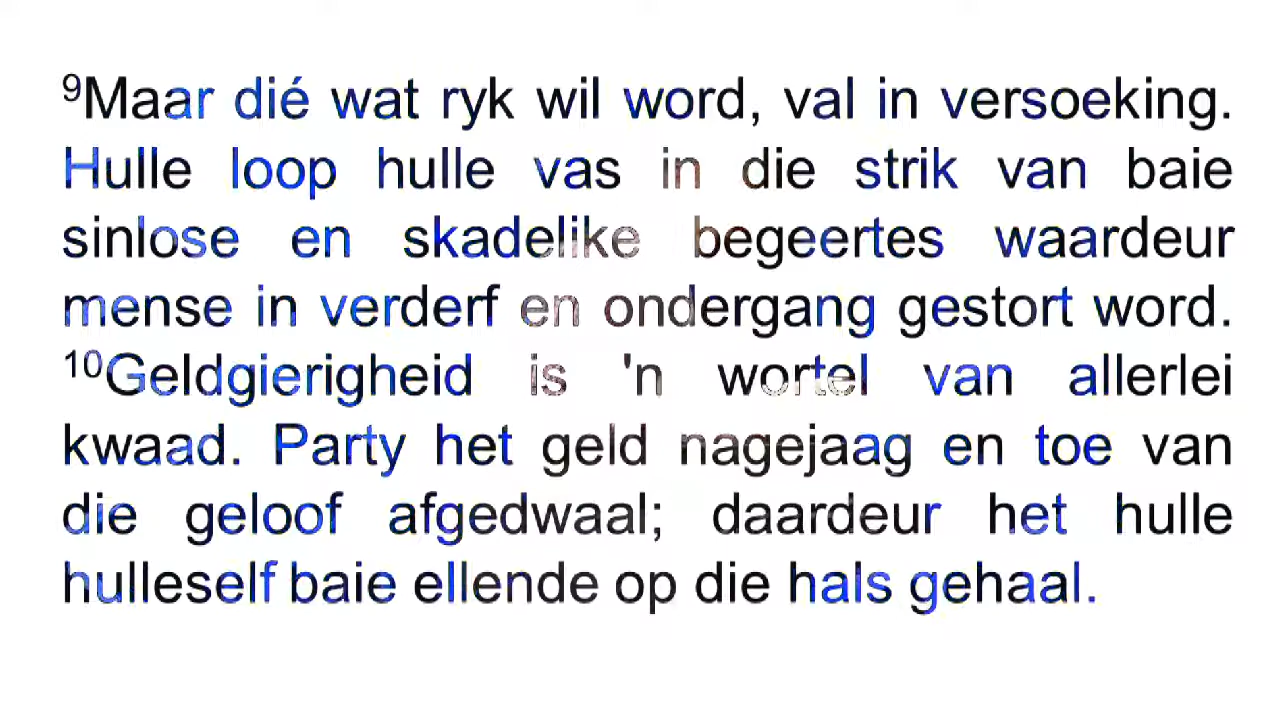 ⁹Maar dié wat ryk wil word, val in versoeking.
Hulle loop hulle vas in die strik van baie
sinlose en skadelike begeertes waardeur
mense in verderf en ondergang gestort word.
¹⁰Geldgierigheid is 'n wortel van allerlei
kwaad. Party het geld nagejaag en toe van
die geloof afgedwaal; daardeur het hulle
hulleself baie ellende op die hals gehaal.